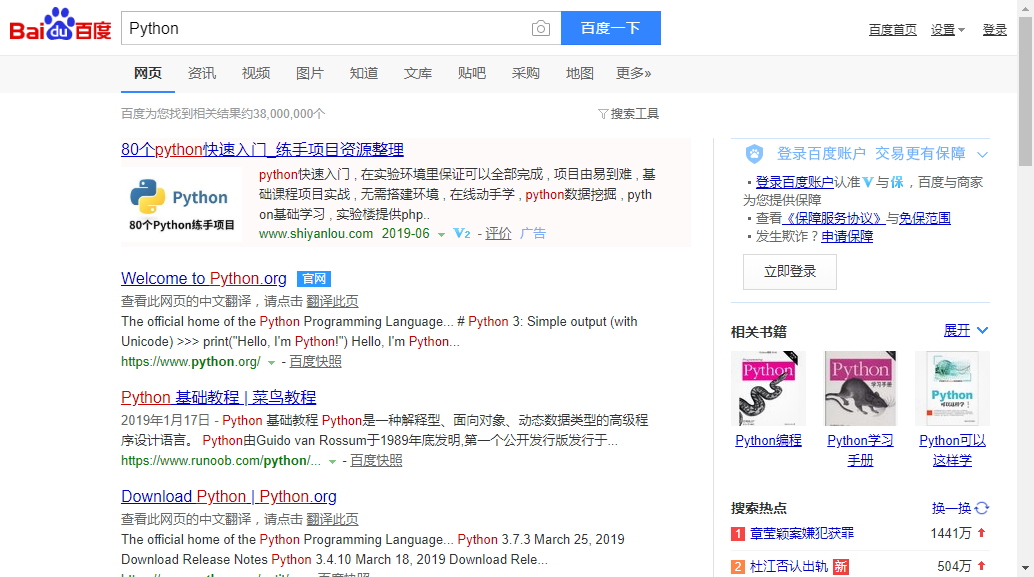 Bai du 百度
Python
百度一下
百度首页 设置 登录
网页 资讯 视频 图片 知道 文库 贴吧 采购 地图 更多»
百度为您找到相关结果约38,000,000个
搜索工具
80个python快速入门_练手项目资源整理
Python
80个Python练手项目
python快速入门，在实验环境里保证可以全部完成，项目由易到难，基
础课程项目实战，无需搭建环境，在线动手学，python数据挖掘，pyth
on基础学习，实验楼提供php..
www.shiyanlou.com 2019-06 V2 - 评价 广告
Welcome to Python.org 官网
查看此网页的中文翻译，请点击 翻译此页
The official home of the Python Programming Language... # Python 3: Simple output (with
Unicode) >>> print("Hello, I'm Python!") Hello, I'm Python...
https://www.python.org/ - 百度快照
Python 基础教程 | 菜鸟教程
2019年1月17日 - Python 基础教程 Python是一种解释型、面向对象、动态数据类型的高级程
序设计语言。 Python由Guido van Rossum于1989年底发明,第一个公开发行版发行于...
https://www.runoob.com/python/... - 百度快照
Download Python | Python.org
查看此网页的中文翻译，请点击 翻译此页
The official home of the Python Programming Language... Python 3.7.3 March 25, 2019
Download Release Notes Python 3.4.10 March 18, 2019 Download Rele...
登录百度账户 交易更有保障
·登录百度账户认准V与保，百度与商家
为您提供保障
·查看《保障服务协议》与免保范围
·发生欺诈？申请保障
立即登录
相关书籍 展开
Python
Python
学习手册
Python
可以这样学
Python编程
Python学习
手册
Python可以
这样学
搜索热点 换一换
1 章莹颖案嫌犯获罪 1441万
2 杜江否认出轨 新 504万